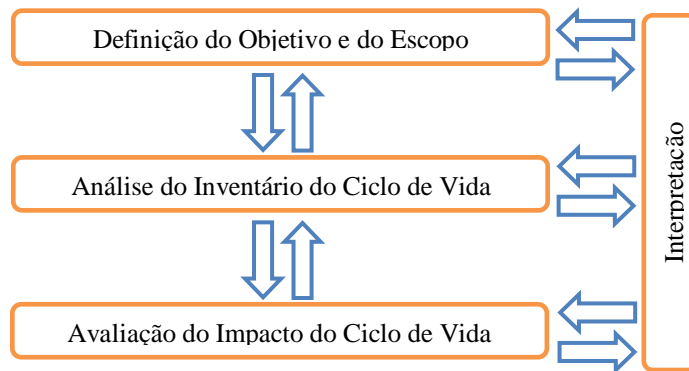 Definição do Objetivo e do Escopo
Análise do Inventário do Ciclo de Vida
Avaliação do Impacto do Ciclo de Vida
Interpretação